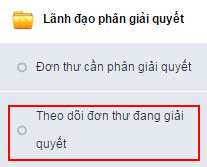 Lãnh đạo phân giải quyết
Đơn thư cần phân giải quyết
Theo dõi đơn thư đang giải
quyết